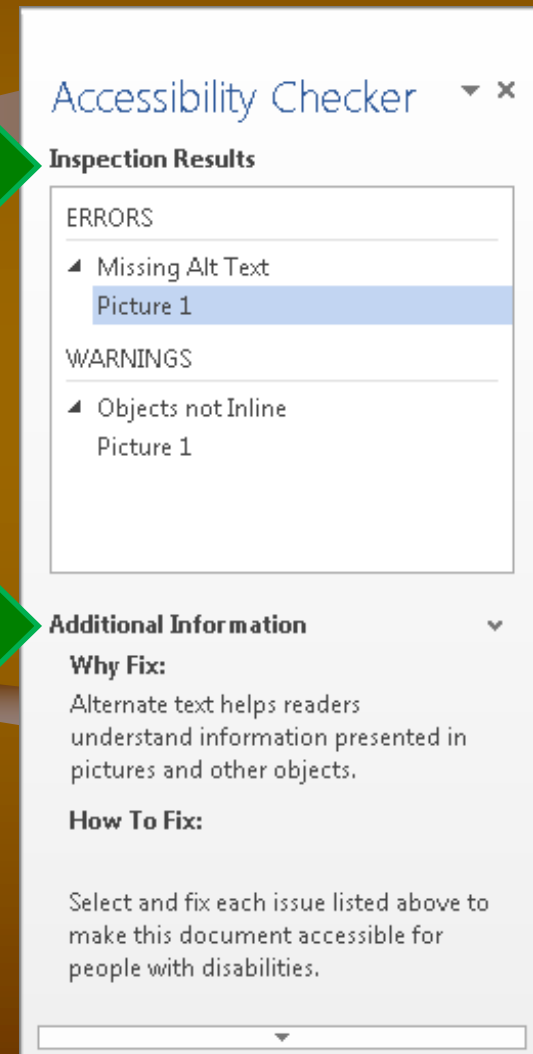 Accessibility Checker
Inspection Results
ERRORS
Missing Alt Text
Picture 1
WARNINGS
Objects not Inline
Picture 1
Additional Information
Why Fix:
Alternate text helps readers
understand information presented in
pictures and other objects.
How To Fix:
Select and fix each issue listed above to
make this document accessible for
people with disabilities.